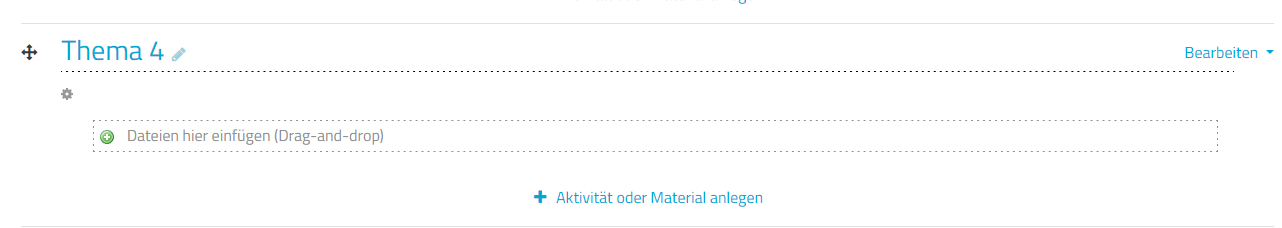 Thema 4
Bearbeiten
Dateien hier einfügen (Drag-and-drop)
Aktivität oder Material anlegen